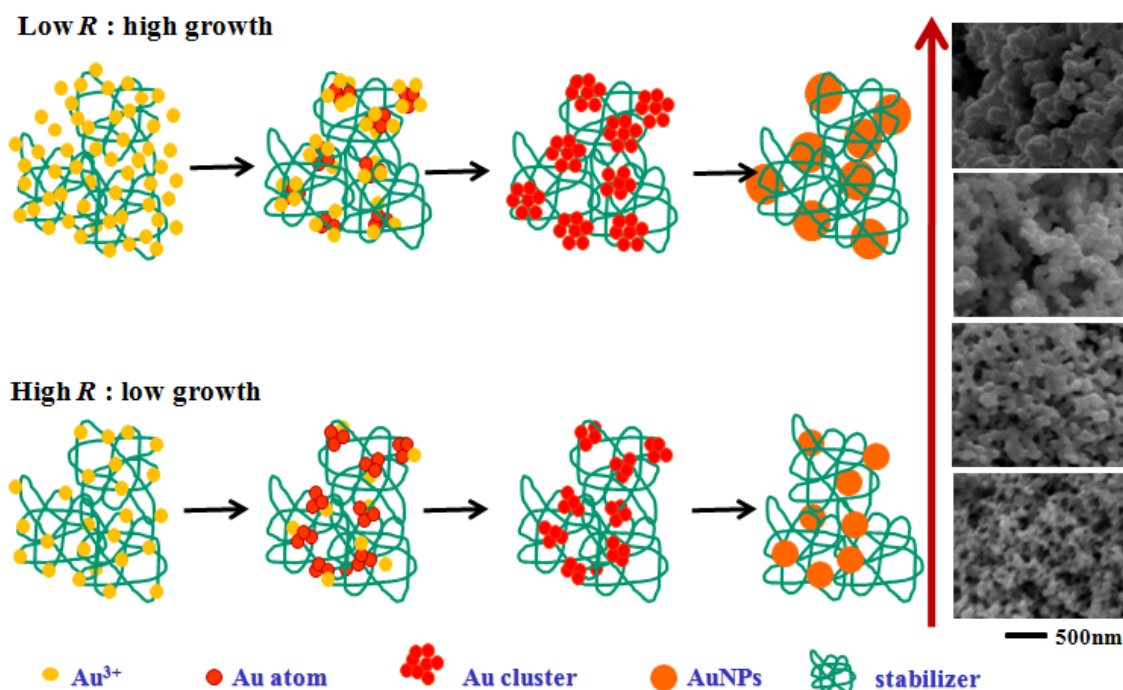 Low R : high growth
High R : low growth
500nm
Au³⁺
Au atom
Au cluster
AuNPs
stabilizer